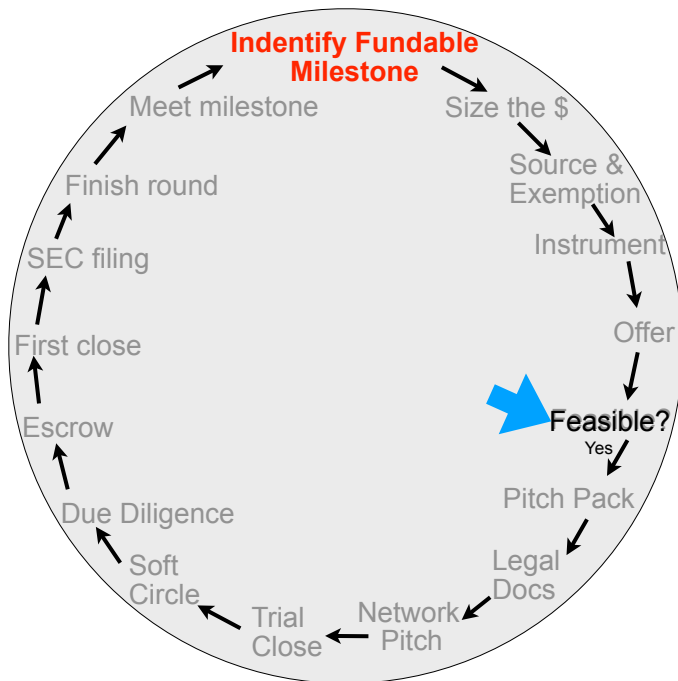 Indentify Fundable
Milestone
Size the $
Source &
Exemption
Instrument
Offer
Feasible?
Yes
Pitch Pack
Legal
Docs
Network
Pitch
Trial
Close
Soft
Circle
Due Diligence
Escrow
First close
SEC filing
Finish round
Meet milestone